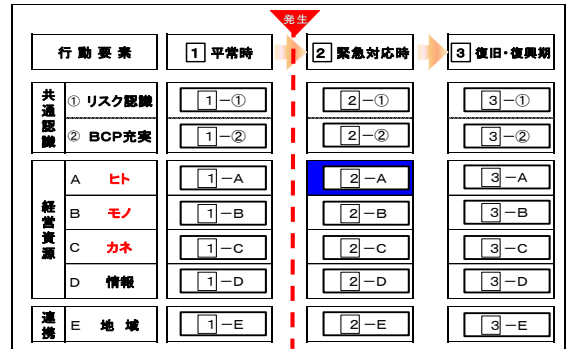 発生
行動要素 1 平常時 2 緊急対応時 3 復旧・復興期
共通認識
① リスク認識 1-① 2-① 3-①
② BCP充実 1-② 2-② 3-②
経営資源
A ヒト 1-A 2-A 3-A
B モノ 1-B 2-B 3-B
C カネ 1-C 2-C 3-C
D 情報 1-D 2-D 3-D
連携
E 地域 1-E 2-E 3-E